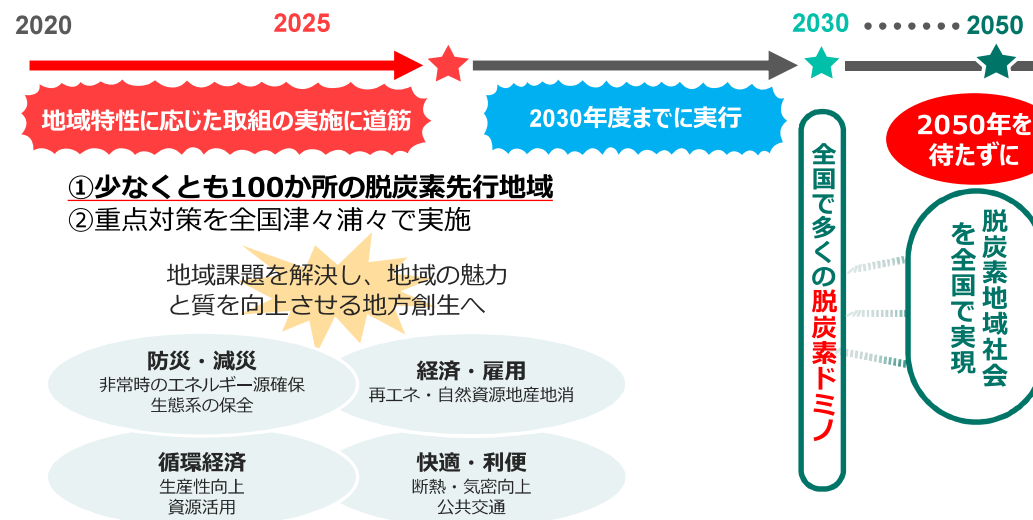 2020
2025
2030
2050
地域特性に応じた取組の実施に道筋
2030年度までに実行
2050年を
待たずに
①少なくとも100か所の脱炭素先行地域
②重点対策を全国津々浦々で実施
地域課題を解決し、地域の魅力
と質を向上させる地方創生へ
防災・減災
非常時のエネルギー源確保
生態系の保全
経済・雇用
再エネ・自然資源地産地消
循環経済
生産性向上
資源活用
快適・利便
断熱・気密向上
公共交通
全国で多くの脱炭素ドミノ
脱炭素地域社会
を全国で実現